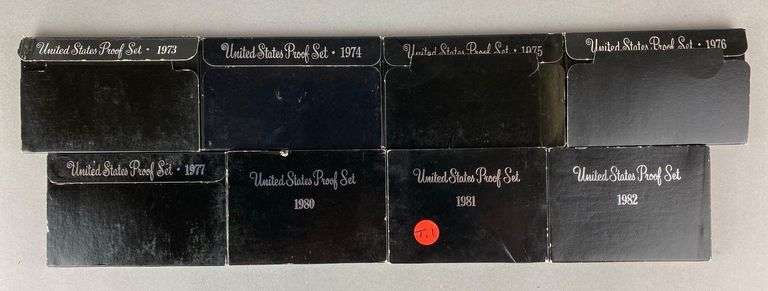 United States Proof Set · 1973
United States Proof Set · 1974
United States Proof Set · 1975
United States Proof Set · 1976
United States Proof Set · 1977
United States Proof Set
1980
United States Proof Set
1981
T.1
United States Proof Set
1982